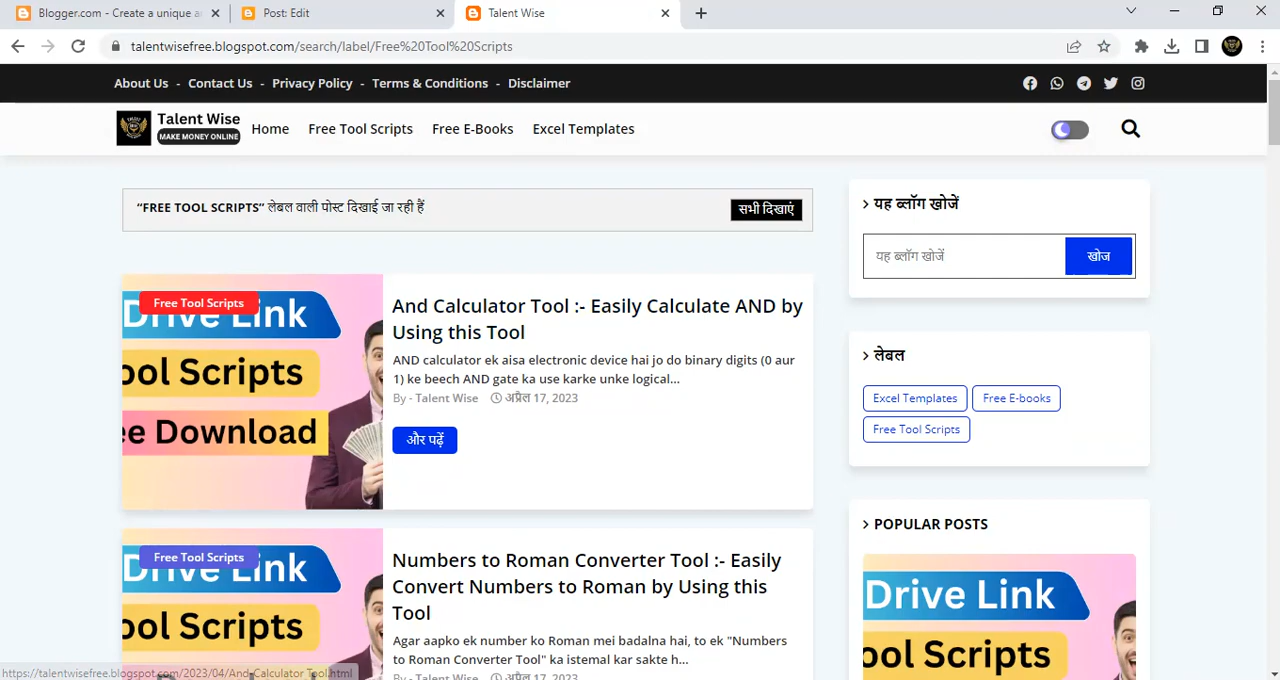 Blogger.com - Create a unique a
Post: Edit
Talent Wise
talentwisefree.blogspot.com/search/label/Free%20Tool%20Scripts
About Us - Contact Us - Privacy Policy - Terms & Conditions - Disclaimer
Talent Wise
MAKE MONEY ONLINE
Home
Free Tool Scripts
Free E-Books
Excel Templates
“FREE TOOL SCRIPTS” लेबल वाली पोस्ट दिखाई जा रही हैं
सभी दिखाएं
Free Tool Scripts
Drive Link
ool Scripts
ee Download
And Calculator Tool :- Easily Calculate AND by
Using this Tool
AND calculator ek aisa electronic device hai jo do binary digits (0 aur
1) ke beech AND gate ka use karke unke logical...
By - Talent Wise
अप्रैल 17, 2023
और पढ़ें
Free Tool Scripts
Drive Link
ool Scripts
Numbers to Roman Converter Tool :- Easily
Convert Numbers to Roman by Using this
Tool
Agar aapko ek number ko Roman mei badalna hai, to ek "Numbers
to Roman Converter Tool" ka istemal kar sakte h...
By - Talent Wise
अप्रैल 17, 2023
यह ब्लॉग खोजें
यह ब्लॉग खोजें
खोज
लेबल
Excel Templates
Free E-books
Free Tool Scripts
POPULAR POSTS
Drive Link
ool Scripts
https://talentwisefree.blogspot.com/2023/04/And-Calculator Tool.html